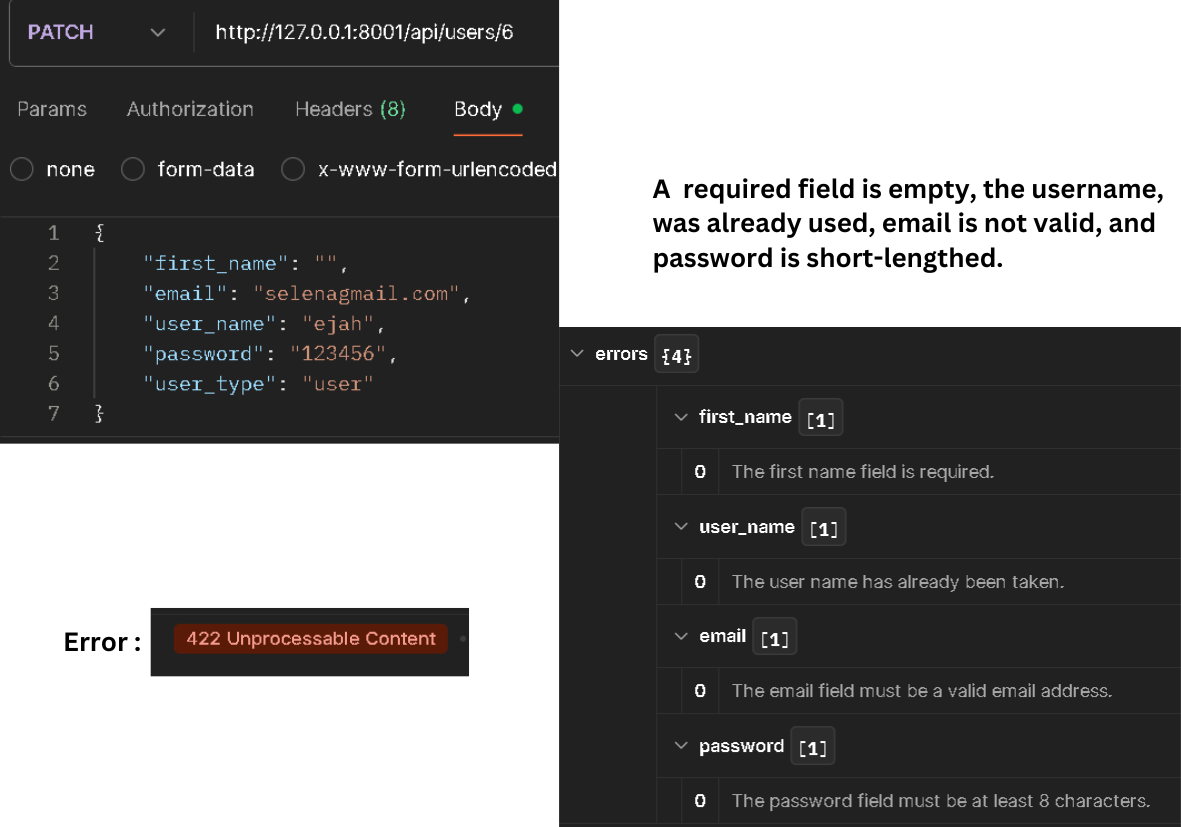 PATCH http://127.0.0.1:8001/api/users/6
Params Authorization Headers (8) Body
none form-data x-www-form-urlencoded
1 {
2 "first_name": "",
3 "email": "selenagmail.com",
4 "user_name": "ejah",
5 "password": "123456",
6 "user_type": "user"
7 }
A required field is empty, the username,
was already used, email is not valid, and
password is short-lengthed.
Error : 422 Unprocessable Content
errors {4}
first_name [1]
0 The first name field is required.
user_name [1]
0 The user name has already been taken.
email [1]
0 The email field must be a valid email address.
password [1]
0 The password field must be at least 8 characters.